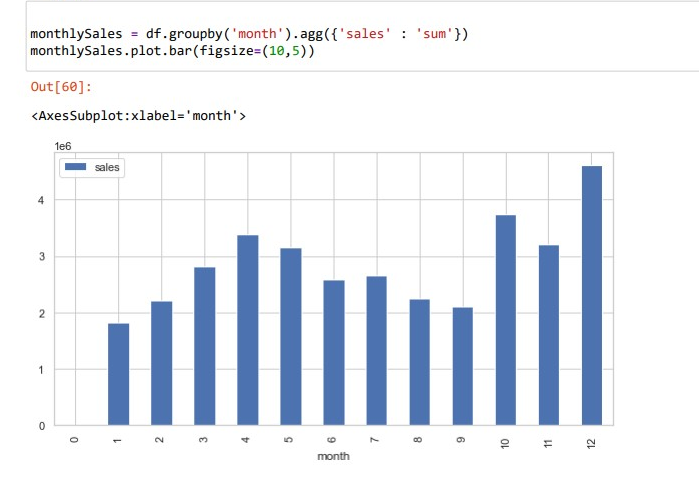 monthlySales = df.groupby('month').agg({'sales' : 'sum'})
monthlySales.plot.bar(figsize=(10,5))
Out[60]:
<AxesSubplot:xlabel='month'>
1e6
sales
4
3
2
1
0
0 1 2 3 4 5 6 7 8 9 10 11 12
month